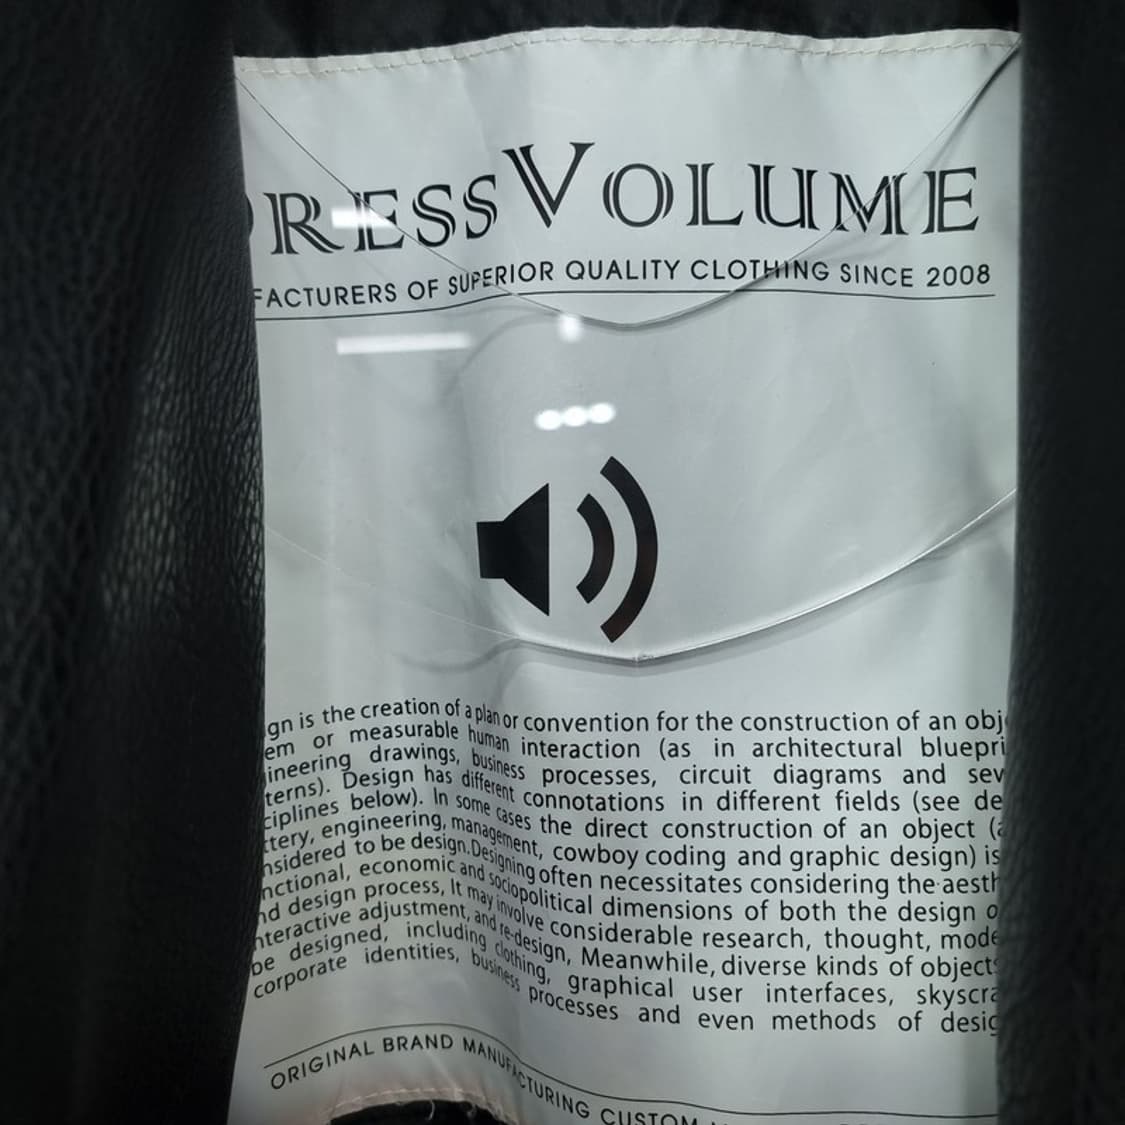 RESS VOLUME
FACTURERS OF SUPERIOR QUALITY CLOTHING SINCE 2008
gn is the creation of a plan or convention for the construction of an obj
em or measurable human interaction (as in architectural bluepri
ineering drawings, business processes, circuit diagrams and sev
terns). Design has different connotations in different fields (see de
ciplines below). In some cases the direct construction of an object (a
ttery, engineering, management, cowboy coding and graphic design) is
nsidered to be design.Designing often necessitates considering the aesth
nctional, economic and sociopolitical dimensions of both the design o
nd design process, It may involve considerable research, thought, mode
nteractive adjustment, and re-design, Meanwhile, diverse kinds of objects
be designed, including clothing, graphical user interfaces, skyscra
corporate identities, business processes and even methods of desig
ORIGINAL BRAND MANUFACTURING CUSTOM